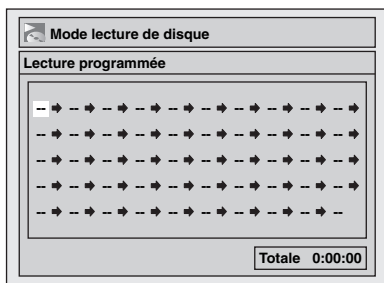 Mode lecture de disque
Lecture programmée
-- ➔ -- ➔ -- ➔ -- ➔ -- ➔ -- ➔ -- ➔ -- ➔ -- ➔
-- ➔ -- ➔ -- ➔ -- ➔ -- ➔ -- ➔ -- ➔ -- ➔ -- ➔
-- ➔ -- ➔ -- ➔ -- ➔ -- ➔ -- ➔ -- ➔ -- ➔ -- ➔
-- ➔ -- ➔ -- ➔ -- ➔ -- ➔ -- ➔ -- ➔ -- ➔ -- ➔
-- ➔ -- ➔ -- ➔ -- ➔ -- ➔ -- ➔ -- ➔ -- ➔ --
Totale 0:00:00